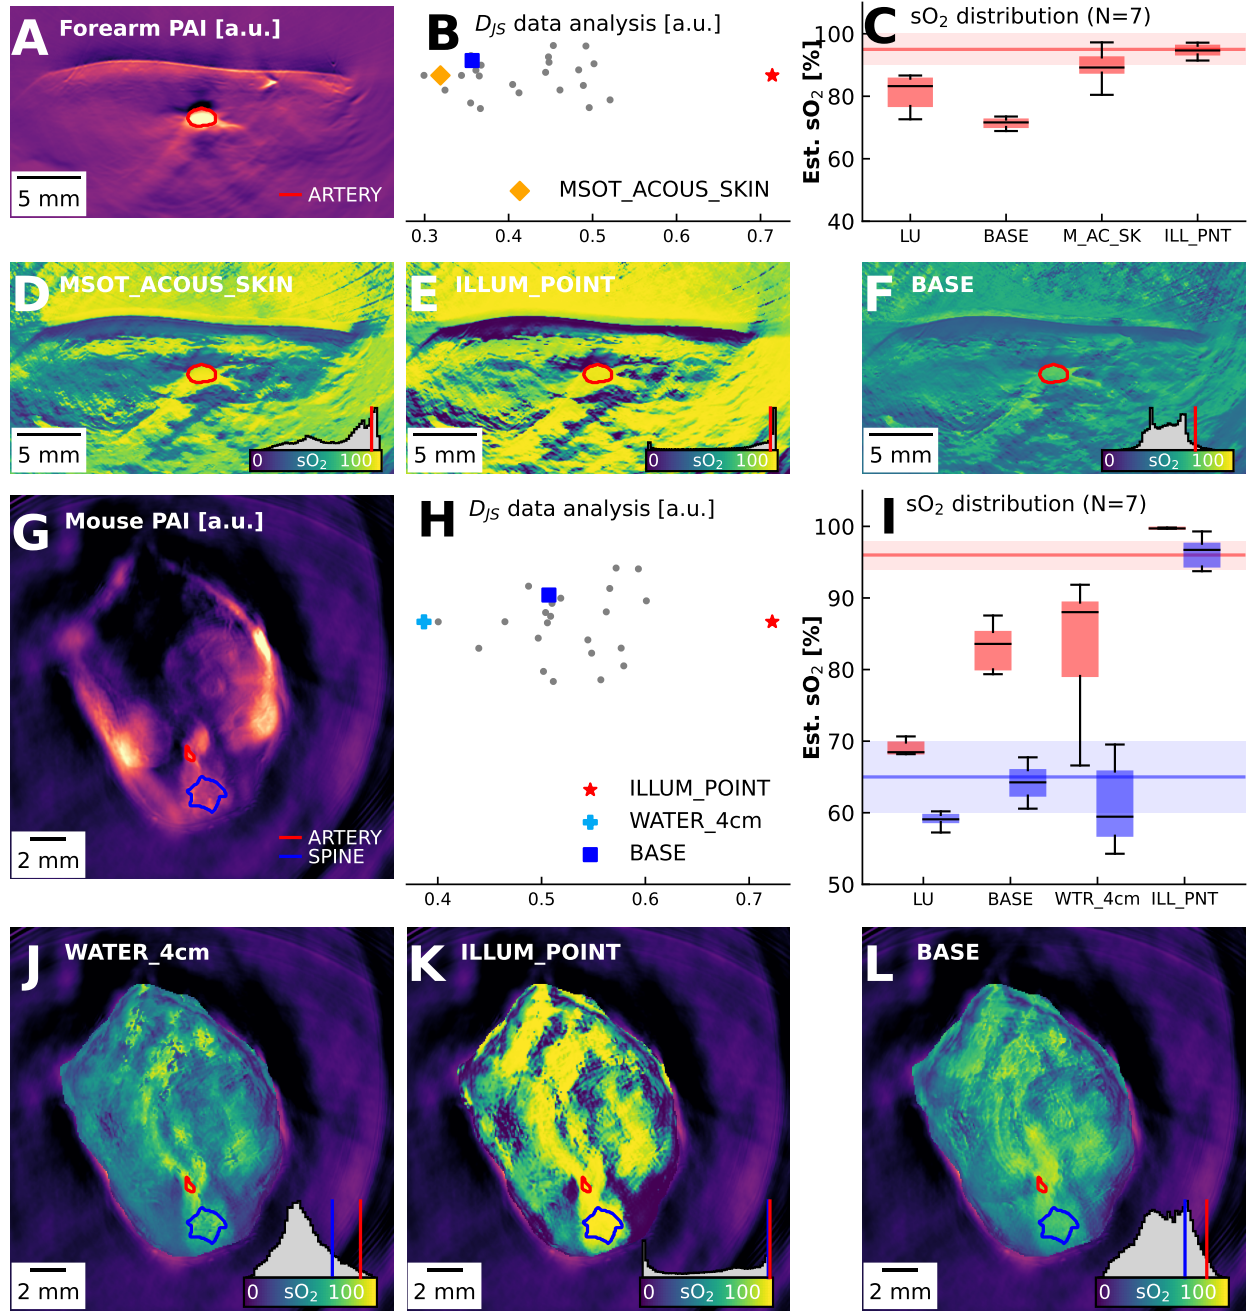 A Forearm PAI [a.u.]
5 mm
ARTERY
B D_JS data analysis [a.u.]
MSOT_ACOUS_SKIN
0.3 0.4 0.5 0.6 0.7
C sO₂ distribution (N=7)
Est. sO₂ [%]
100
80
60
40
LU BASE M_AC_SK ILL_PNT
D MSOT_ACOUS_SKIN
5 mm
0 sO₂ 100
E ILLUM_POINT
5 mm
0 sO₂ 100
F BASE
5 mm
0 sO₂ 100
G Mouse PAI [a.u.]
2 mm
ARTERY
SPINE
H D_JS data analysis [a.u.]
ILLUM_POINT
WATER_4cm
BASE
0.4 0.5 0.6 0.7
I sO₂ distribution (N=7)
Est. sO₂ [%]
100
90
80
70
60
50
LU BASE WTR_4cm ILL_PNT
J WATER_4cm
2 mm
0 sO₂ 100
K ILLUM_POINT
2 mm
0 sO₂ 100
L BASE
2 mm
0 sO₂ 100